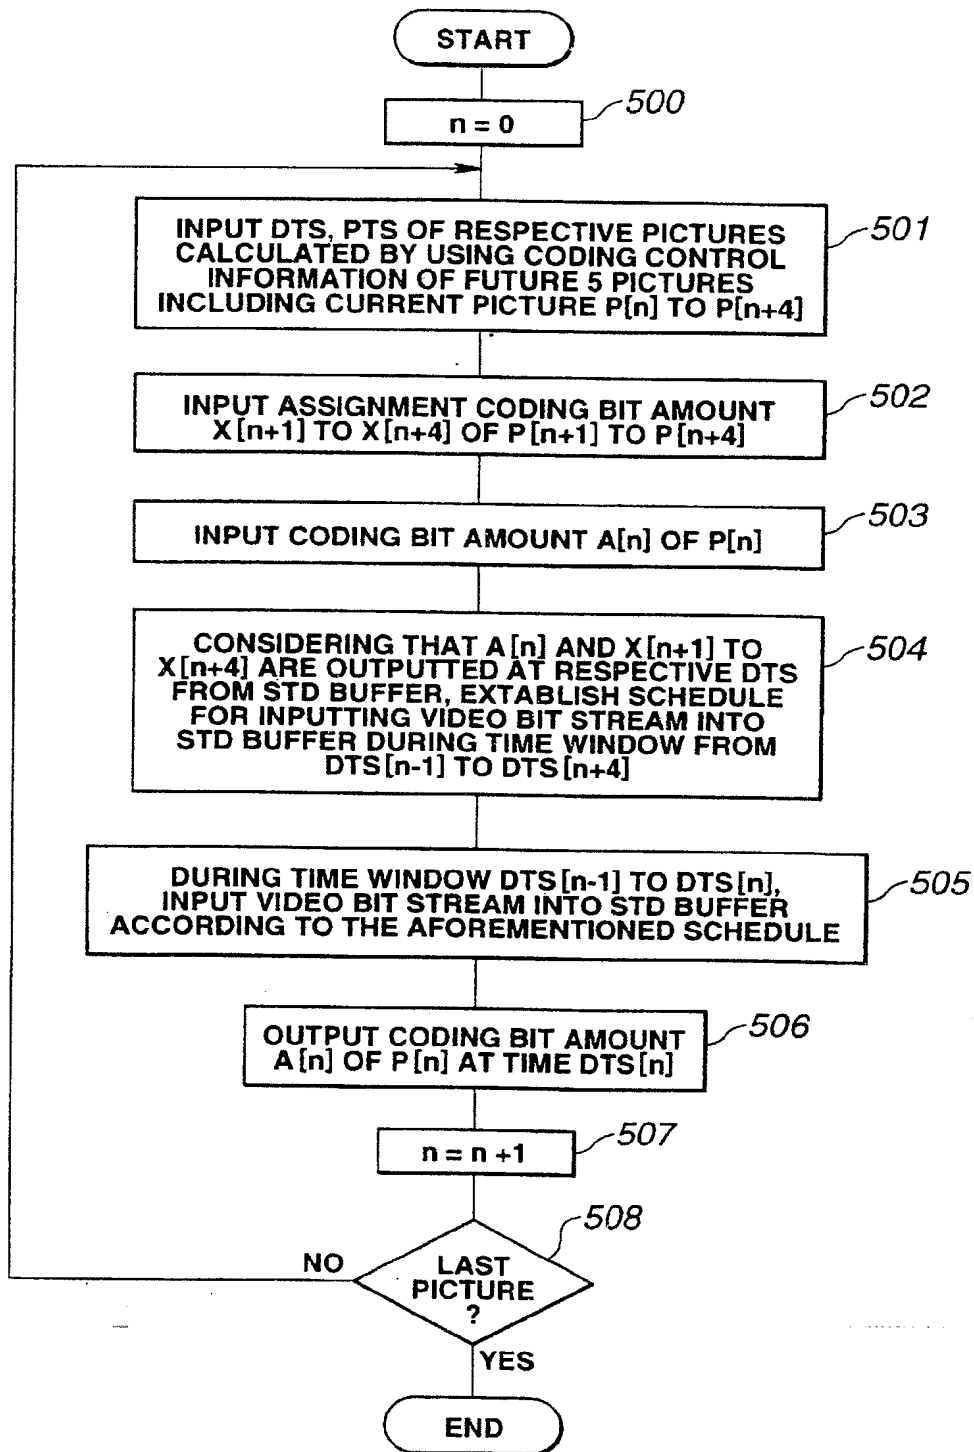 START
500
n = 0
501
INPUT DTS, PTS OF RESPECTIVE PICTURES
CALCULATED BY USING CODING CONTROL
INFORMATION OF FUTURE 5 PICTURES
INCLUDING CURRENT PICTURE P[n] TO P[n+4]
502
INPUT ASSIGNMENT CODING BIT AMOUNT
X[n+1] TO X[n+4] OF P[n+1] TO P[n+4]
503
INPUT CODING BIT AMOUNT A[n] OF P[n]
504
CONSIDERING THAT A[n] AND X[n+1] TO
X[n+4] ARE OUTPUTTED AT RESPECTIVE DTS
FROM STD BUFFER, EXTABLISH SCHEDULE
FOR INPUTTING VIDEO BIT STREAM INTO
STD BUFFER DURING TIME WINDOW FROM
DTS[n-1] TO DTS[n+4]
505
DURING TIME WINDOW DTS[n-1] TO DTS[n],
INPUT VIDEO BIT STREAM INTO STD BUFFER
ACCORDING TO THE AFOREMENTIONED SCHEDULE
506
OUTPUT CODING BIT AMOUNT
A[n] OF P[n] AT TIME DTS[n]
507
n = n +1
508
NO
LAST
PICTURE
?
YES
END